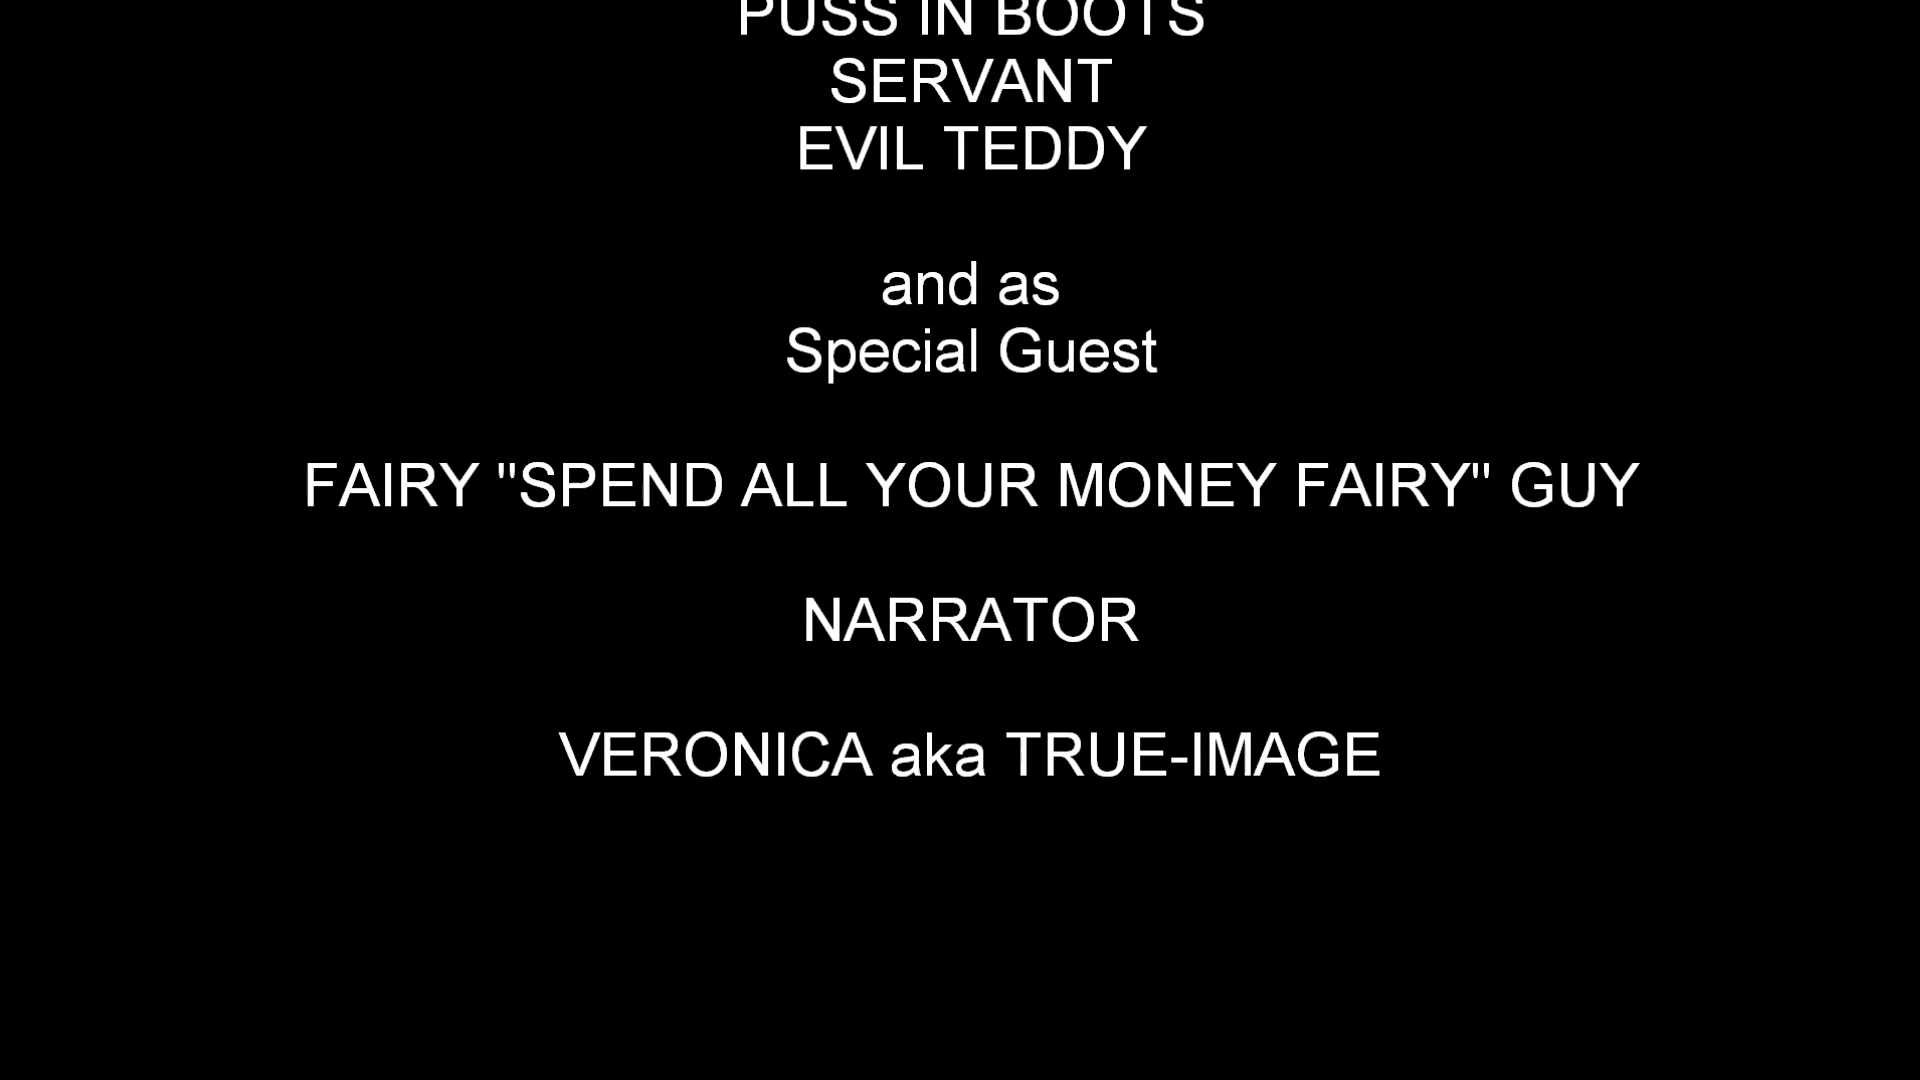 PUSS IN BOOTS
SERVANT
EVIL TEDDY
and as
Special Guest
FAIRY "SPEND ALL YOUR MONEY FAIRY" GUY
NARRATOR
VERONICA aka TRUE-IMAGE